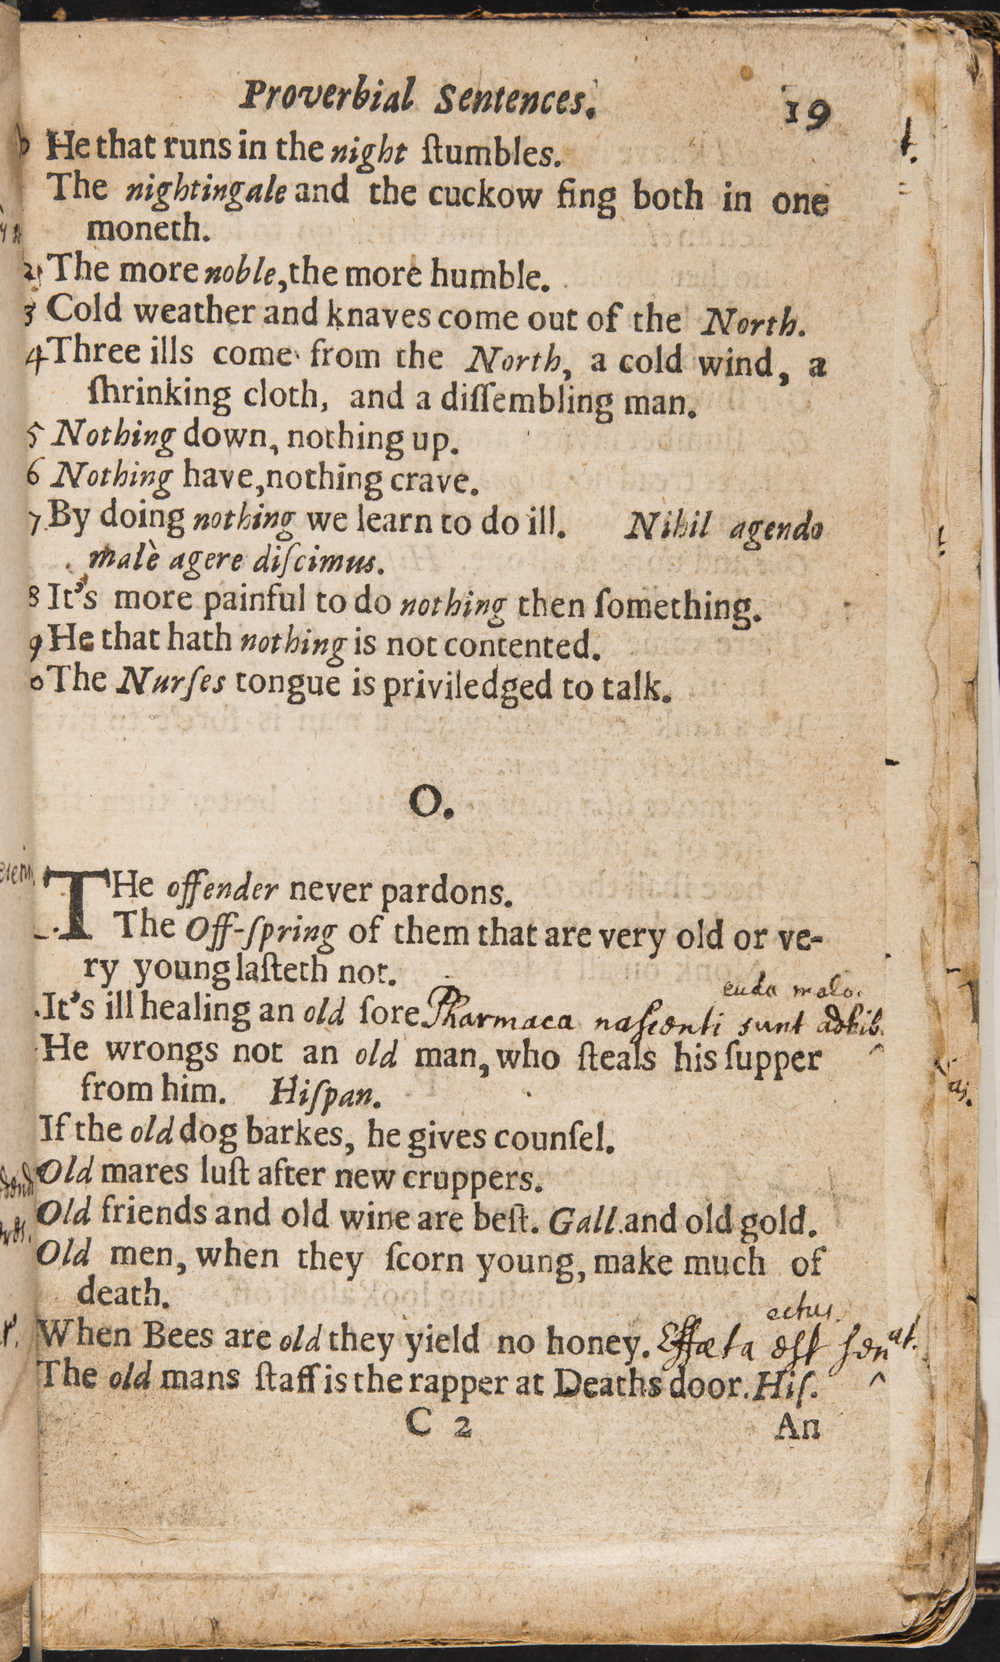 Proverbial Sentences. 19
He that runs in the night ſtumbles.
The nightingale and the cuckow ſing both in one
moneth.
2 The more noble, the more humble.
3 Cold weather and knaves come out of the North.
4 Three ills come from the North, a cold wind, a
ſhrinking cloth, and a diſſembling man.
5 Nothing down, nothing up.
6 Nothing have, nothing crave.
7 By doing nothing we learn to do ill. Nihil agendo
malè agere diſcimus.
8 It's more painful to do nothing then ſomething.
9 He that hath nothing is not contented.
0 The Nurſes tongue is priviledged to talk.
O.
THe offender never pardons.
The Off-ſpring of them that are very old or ve-
ry young laſteth not.
euda malo.
It's ill healing an old ſore Pharmaca naſcenti sunt adhib
^
He wrongs not an old man, who ſteals his ſupper
from him. Hiſpan.
If the old dog barkes, he gives counſel.
Old mares luſt after new cruppers.
Old friends and old wine are beſt. Gall. and old gold.
Old men, when they ſcorn young, make much of
death.
ectus
When Bees are old they yield no honey. Effæta eſt ſen at.
^
The old mans ſtaff is the rapper at Deaths door. Hiſ.
C 2 An